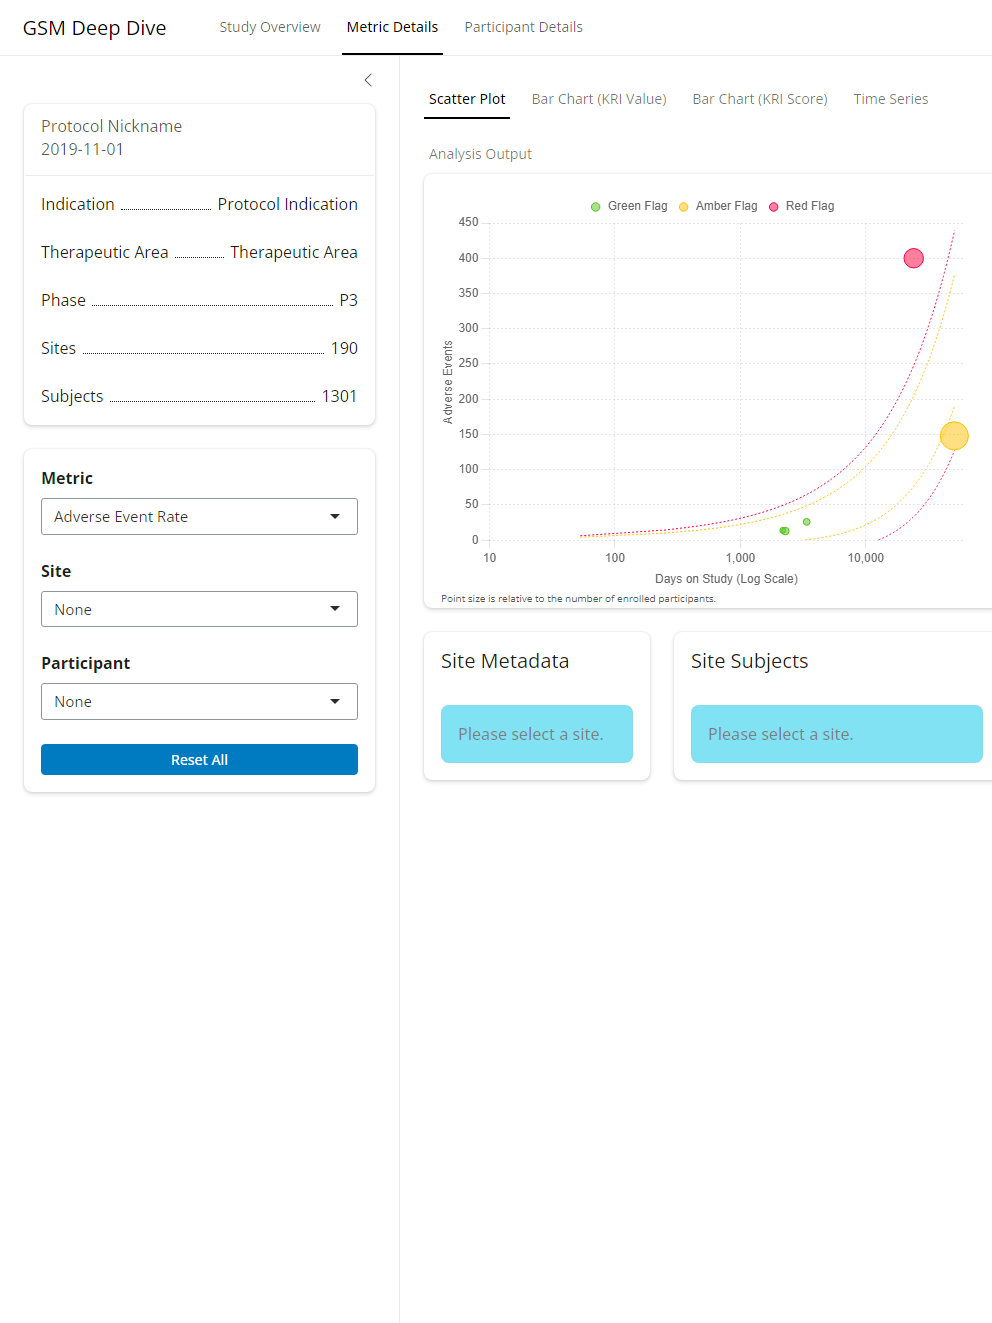 GSM Deep Dive
Study Overview
Metric Details
Participant Details
Protocol Nickname
2019-11-01
Indication Protocol Indication
Therapeutic Area Therapeutic Area
Phase P3
Sites 190
Subjects 1301
Metric
Adverse Event Rate
Site
None
Participant
None
Reset All
Scatter Plot
Bar Chart (KRI Value)
Bar Chart (KRI Score)
Time Series
Analysis Output
Green Flag
Amber Flag
Red Flag
450
400
350
300
250
200
150
100
50
0
Adverse Events
10
100
1,000
10,000
Days on Study (Log Scale)
Point size is relative to the number of enrolled participants.
Site Metadata
Please select a site.
Site Subjects
Please select a site.